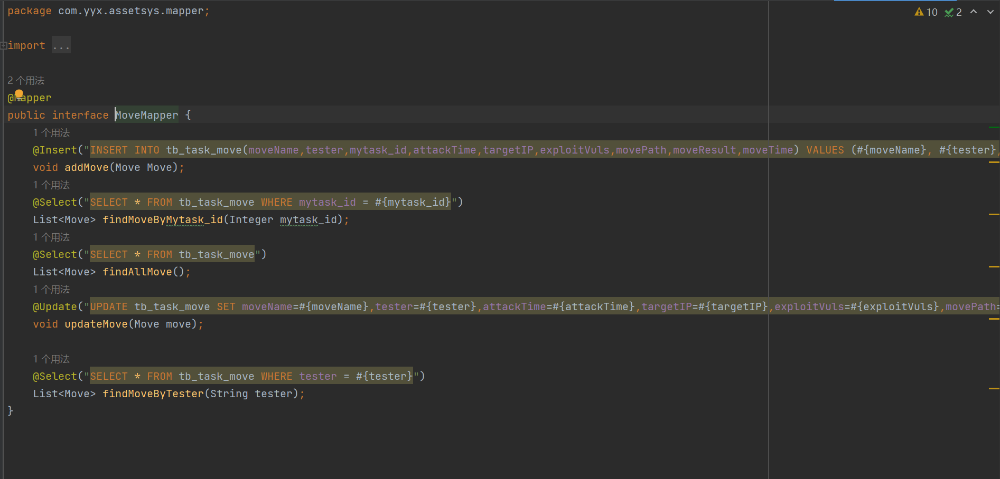 package com.yyx.assetsys.mapper;
10 2
import ...
2 个用法
@Mapper
public interface MoveMapper {
1 个用法
@Insert("INSERT INTO tb_task_move(moveName,tester,mytask_id,attackTime,targetIP,exploitVuls,movePath,moveResult,moveTime) VALUES (#{moveName}, #{tester},
void addMove(Move Move);
1 个用法
@Select("SELECT * FROM tb_task_move WHERE mytask_id = #{mytask_id}")
List<Move> findMoveByMytask_id(Integer mytask_id);
1 个用法
@Select("SELECT * FROM tb_task_move")
List<Move> findAllMove();
1 个用法
@Update("UPDATE tb_task_move SET moveName=#{moveName},tester=#{tester},attackTime=#{attackTime},targetIP=#{targetIP},exploitVuls=#{exploitVuls},movePath=
void updateMove(Move move);
1 个用法
@Select("SELECT * FROM tb_task_move WHERE tester = #{tester}")
List<Move> findMoveByTester(String tester);
}